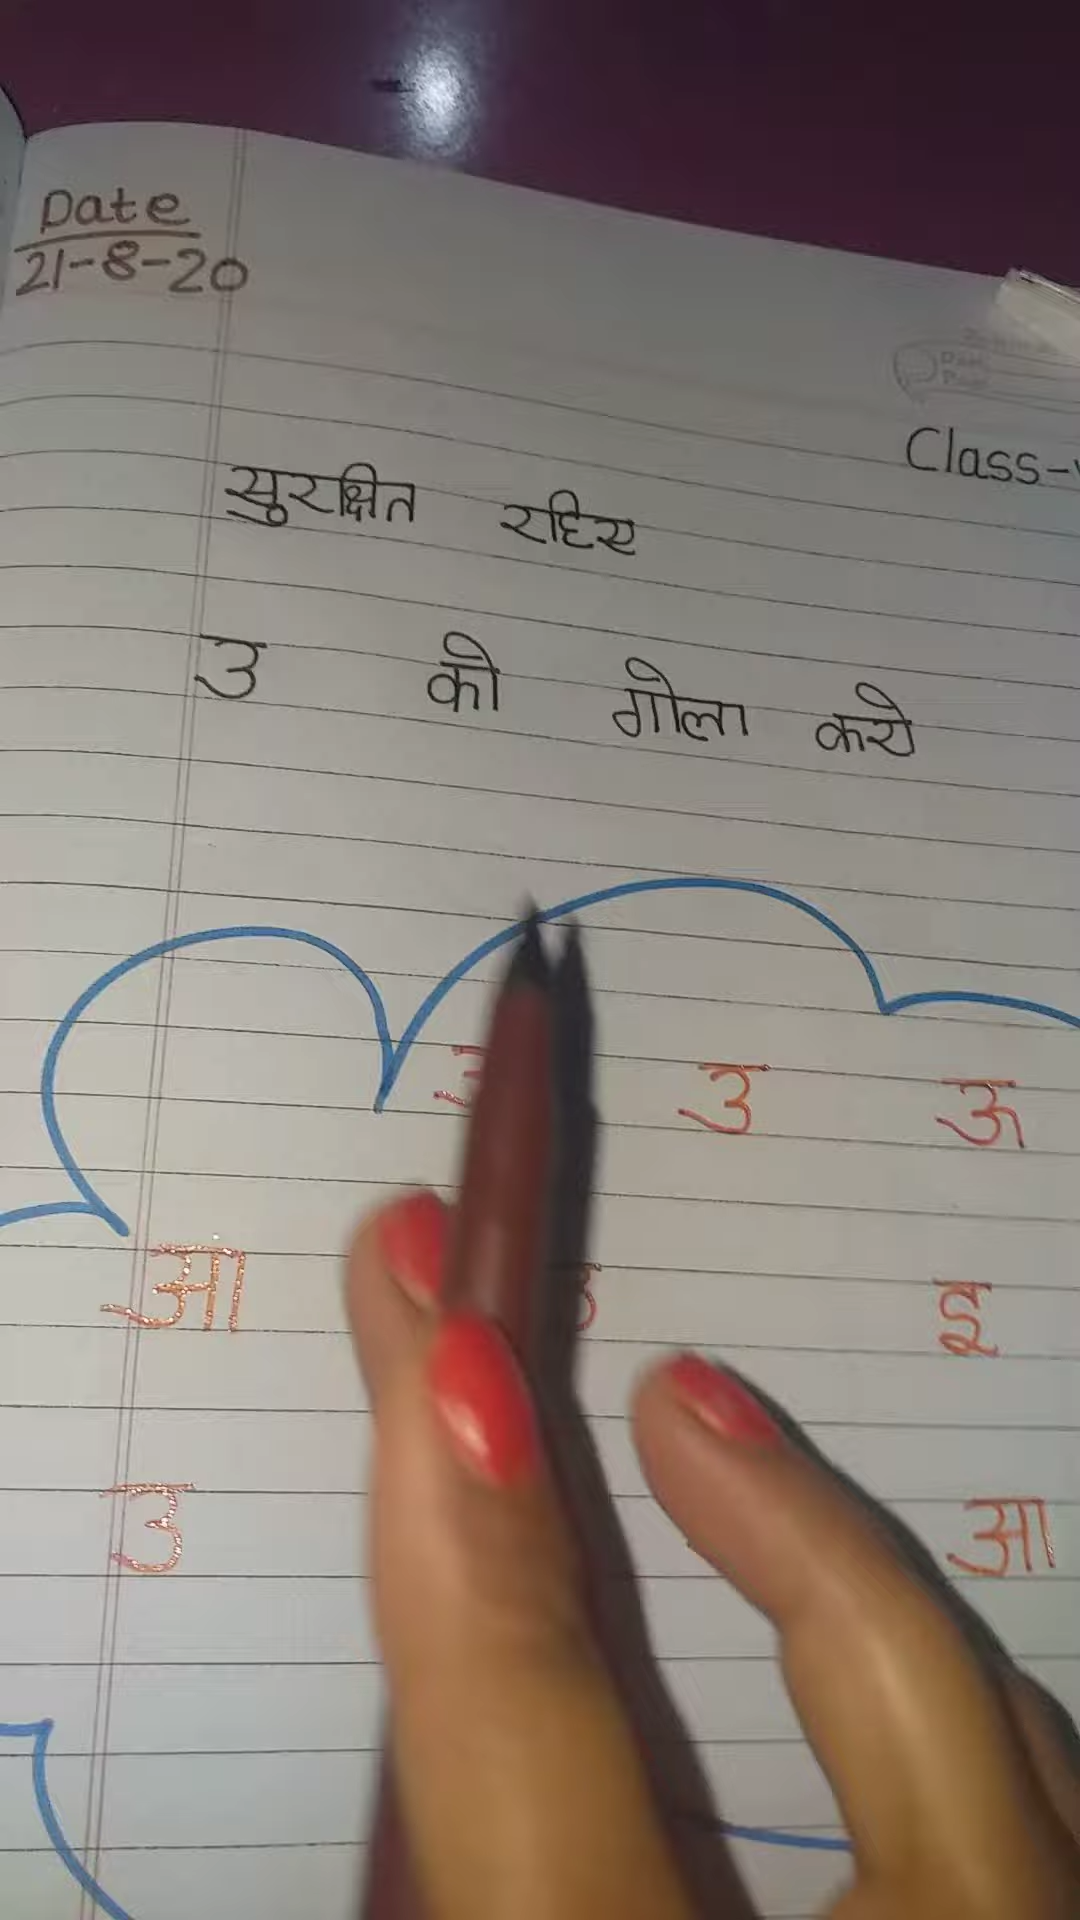 Date
21-8-20
Class-
सुरक्षित रहिए
उ को गोला करो
उ ऊ
आ इ
उ आ